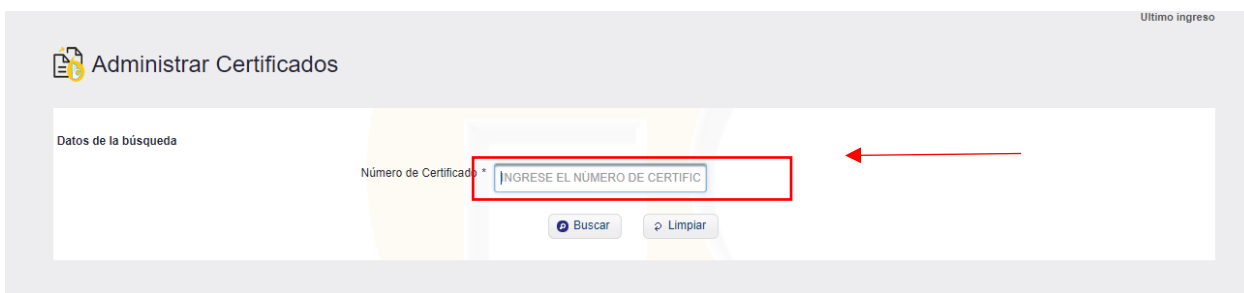 Ultimo ingreso
Administrar Certificados
Datos de la búsqueda
Número de Certificado *
INGRESE EL NÚMERO DE CERTIFIC
Buscar
Limpiar